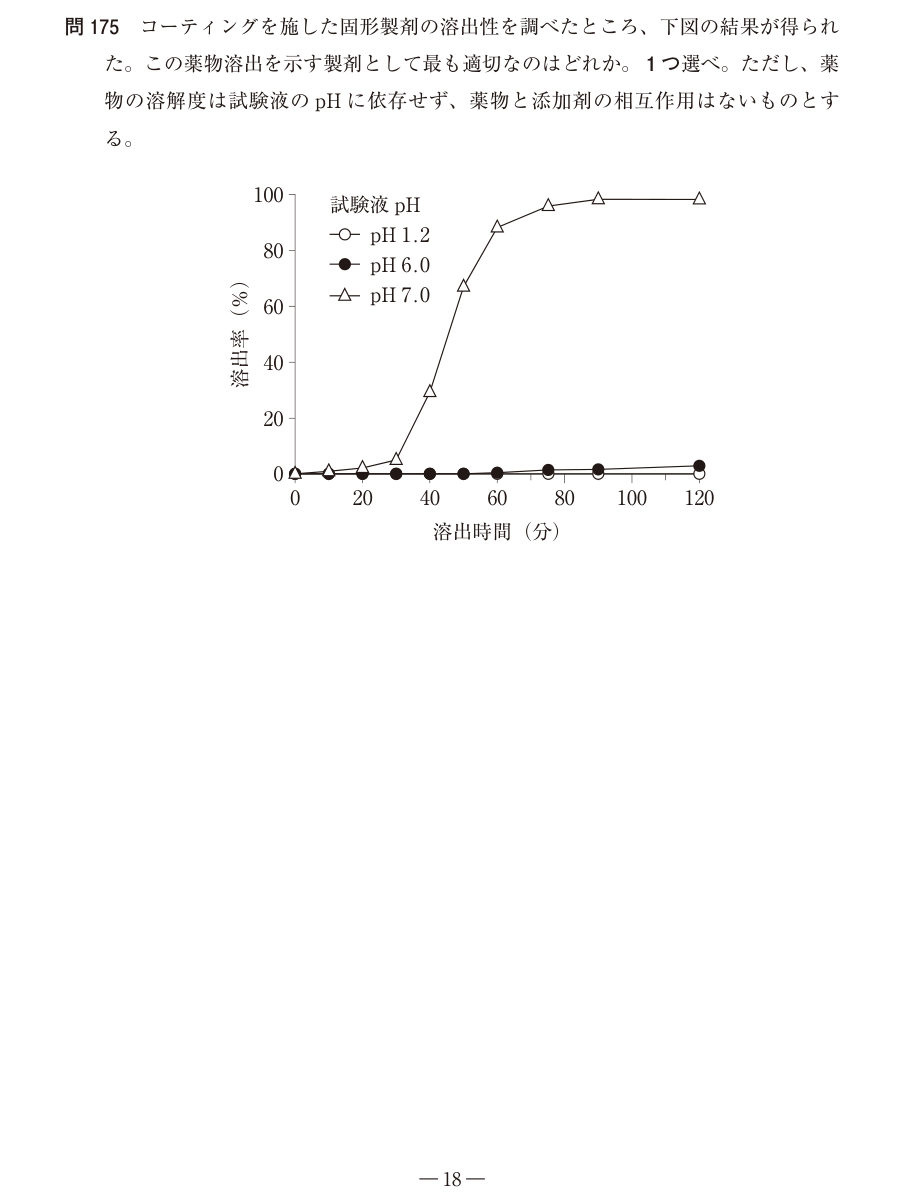 問 175 コーティングを施した固形製剤の溶出性を調べたところ、下図の結果が得られ
た。この薬物溶出を示す製剤として最も適切なのはどれか。1つ選べ。ただし、薬
物の溶解度は試験液の pH に依存せず、薬物と添加剤の相互作用はないものとす
る。
試験液 pH
pH 1.2
pH 6.0
pH 7.0
溶出率（%）
100
80
60
40
20
0
0 20 40 60 80 100 120
溶出時間（分）
― 18 ―